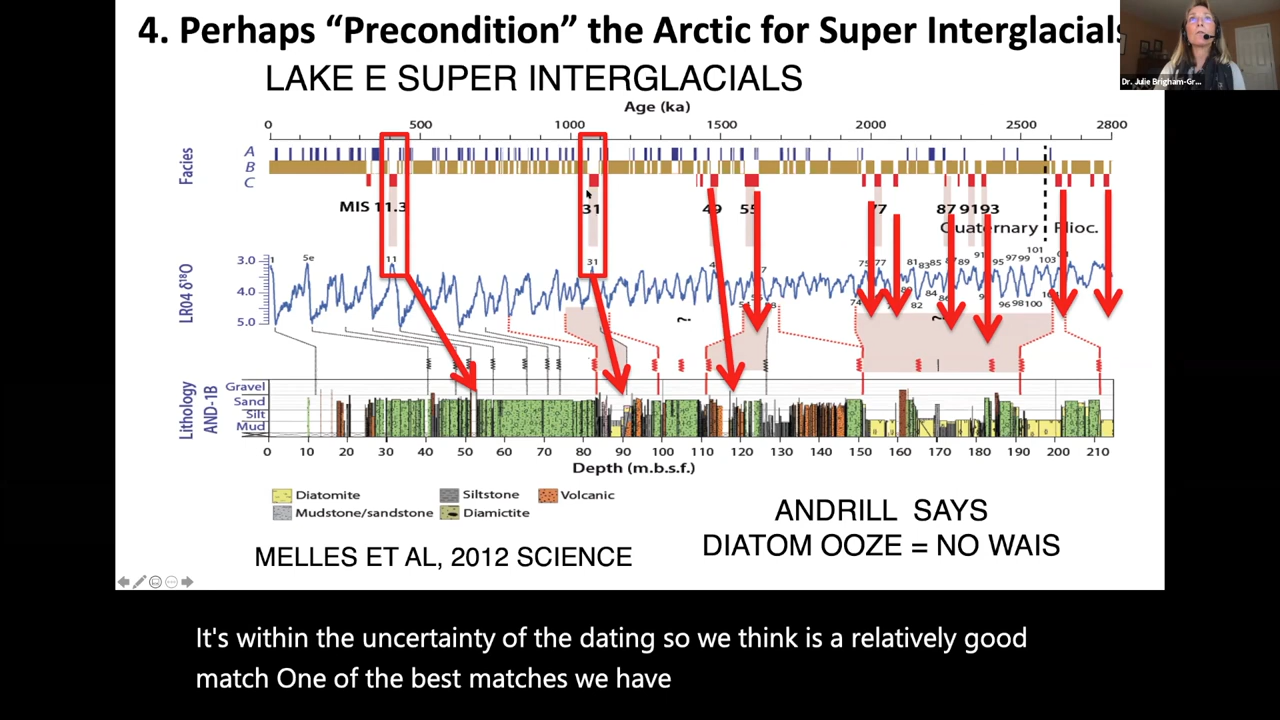 4. Perhaps “Precondition” the Arctic for Super Interglacials
Dr. Julie Brigham-Gr...
LAKE E SUPER INTERGLACIALS
Age (ka)
0 500 1000 1500 2000 2500 2800
Facies
A
B
C
MIS 11.3 31 49 55 77 87 91 93
Quaternary Plioc.
LR04 δ18O
3.0
4.0
5.0
1 5e 11 31
Lithology
AND-1B
Gravel
Sand
Silt
Mud
0 10 20 30 40 50 60 70 80 90 100 110 120 130 140 150 160 170 180 190 200 210
Depth (m.b.s.f.)
Diatomite Siltstone Volcanic
Mudstone/sandstone Diamictite
ANDRILL SAYS
DIATOM OOZE = NO WAIS
MELLES ET AL, 2012 SCIENCE
It's within the uncertainty of the dating so we think is a relatively good
match One of the best matches we have